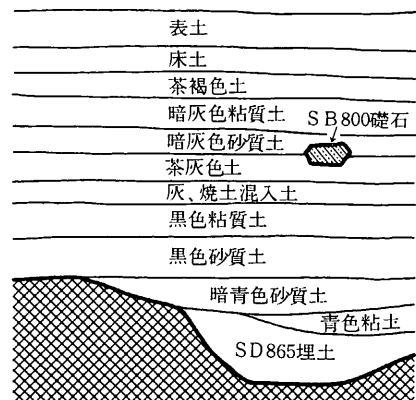 表土
床土
茶褐色土
暗灰色粘質土
SB800礎石
暗灰色砂質土
茶灰色土
灰、焼土混入土
黒色粘質土
黒色砂質土
暗青色砂質土
青色粘土
SD865埋土